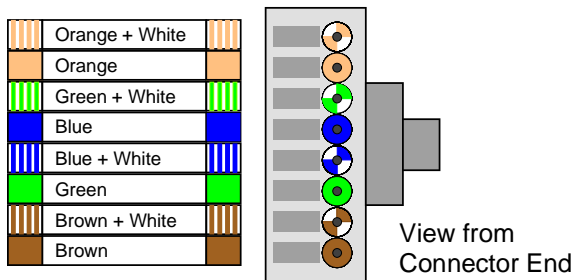 Orange + White
Orange
Green + White
Blue
Blue + White
Green
Brown + White
Brown
View from
Connector End